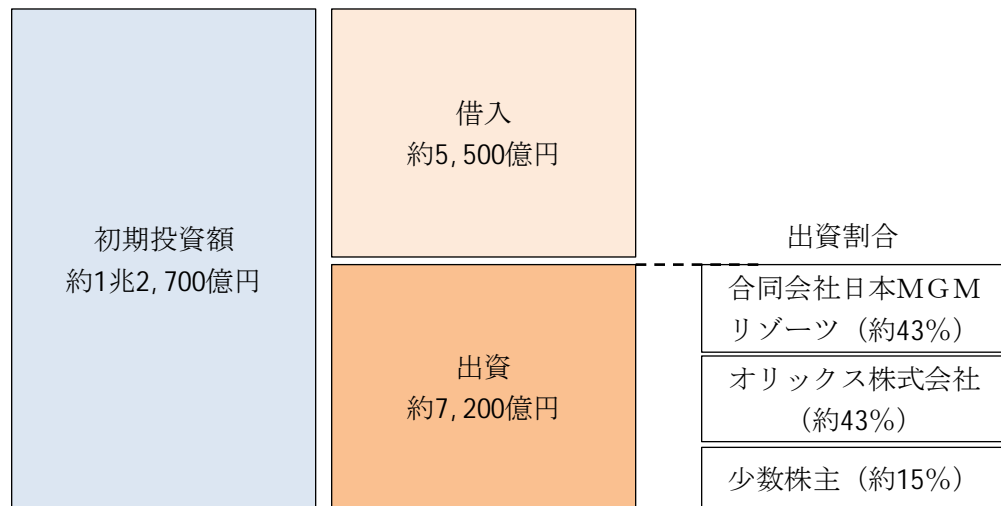 初期投資額
約1兆2,700億円
借入
約5,500億円
出資
約7,200億円
出資割合
合同会社日本ＭＧＭ
リゾーツ（約43％）
オリックス株式会社
（約43％）
少数株主（約15％）